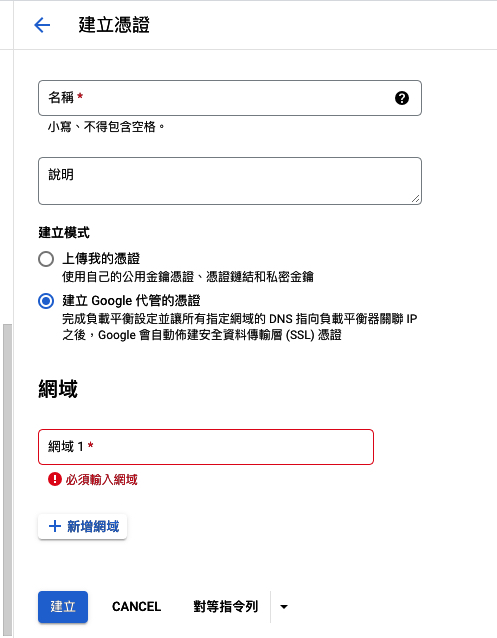 建立憑證
名稱 *
小寫、不得包含空格。
說明
建立模式
上傳我的憑證
使用自己的公用金鑰憑證、憑證鏈結和私密金鑰
建立 Google 代管的憑證
完成負載平衡設定並讓所有指定網域的 DNS 指向負載平衡器關聯 IP
之後，Google 會自動佈建安全資料傳輸層 (SSL) 憑證
網域
網域 1 *
必須輸入網域
新增網域
建立 CANCEL 對等指令列